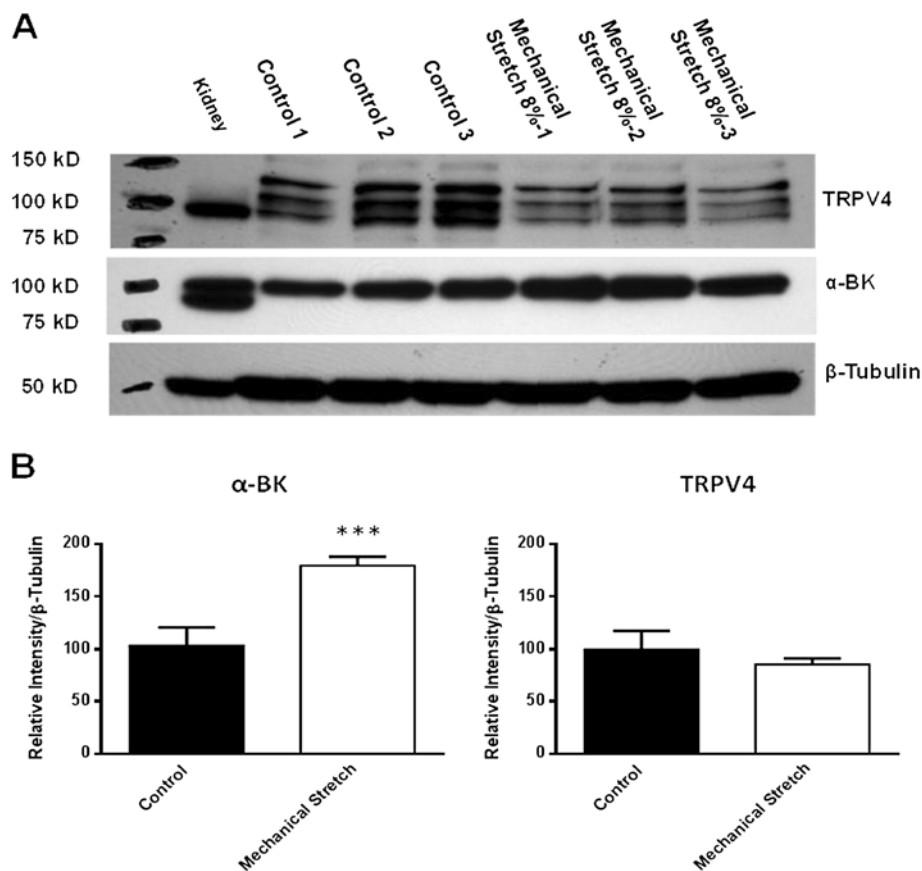 A
Kidney
Control 1
Control 2
Control 3
Mechanical
Stretch 8%-1
Mechanical
Stretch 8%-2
Mechanical
Stretch 8%-3
150 kD
100 kD
75 kD
TRPV4
100 kD
75 kD
α-BK
50 kD
β-Tubulin
B
α-BK
***
Relative Intensity/β-Tubulin
200
150
100
50
0
Control
Mechanical Stretch
TRPV4
Relative Intensity/β-Tubulin
200
150
100
50
0
Control
Mechanical Stretch